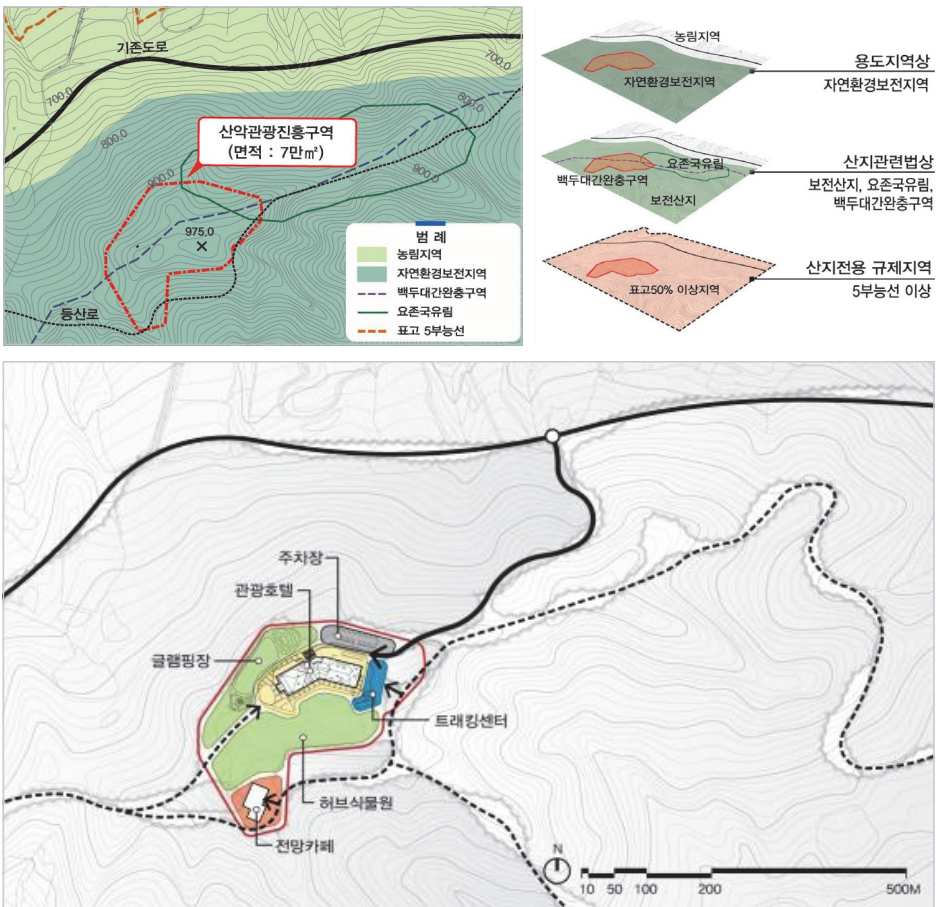 기존도로
700.0
700.0
800.0
800.0
산악관광진흥구역
(면적 : 7만㎡)
900.0
900.0
975.0
등산로
범 례
농림지역
자연환경보전지역
백두대간완충구역
요존국유림
표고 5부능선
농림지역
자연환경보전지역
용도지역상
자연환경보전지역
요존국유림
백두대간완충구역
보전산지
산지관련법상
보전산지, 요존국유림,
백두대간완충구역
표고50% 이상지역
산지전용 규제지역
5부능선 이상
주차장
관광호텔
글램핑장
트래킹센터
허브식물원
전망카페
N
10 50 100 200 500M